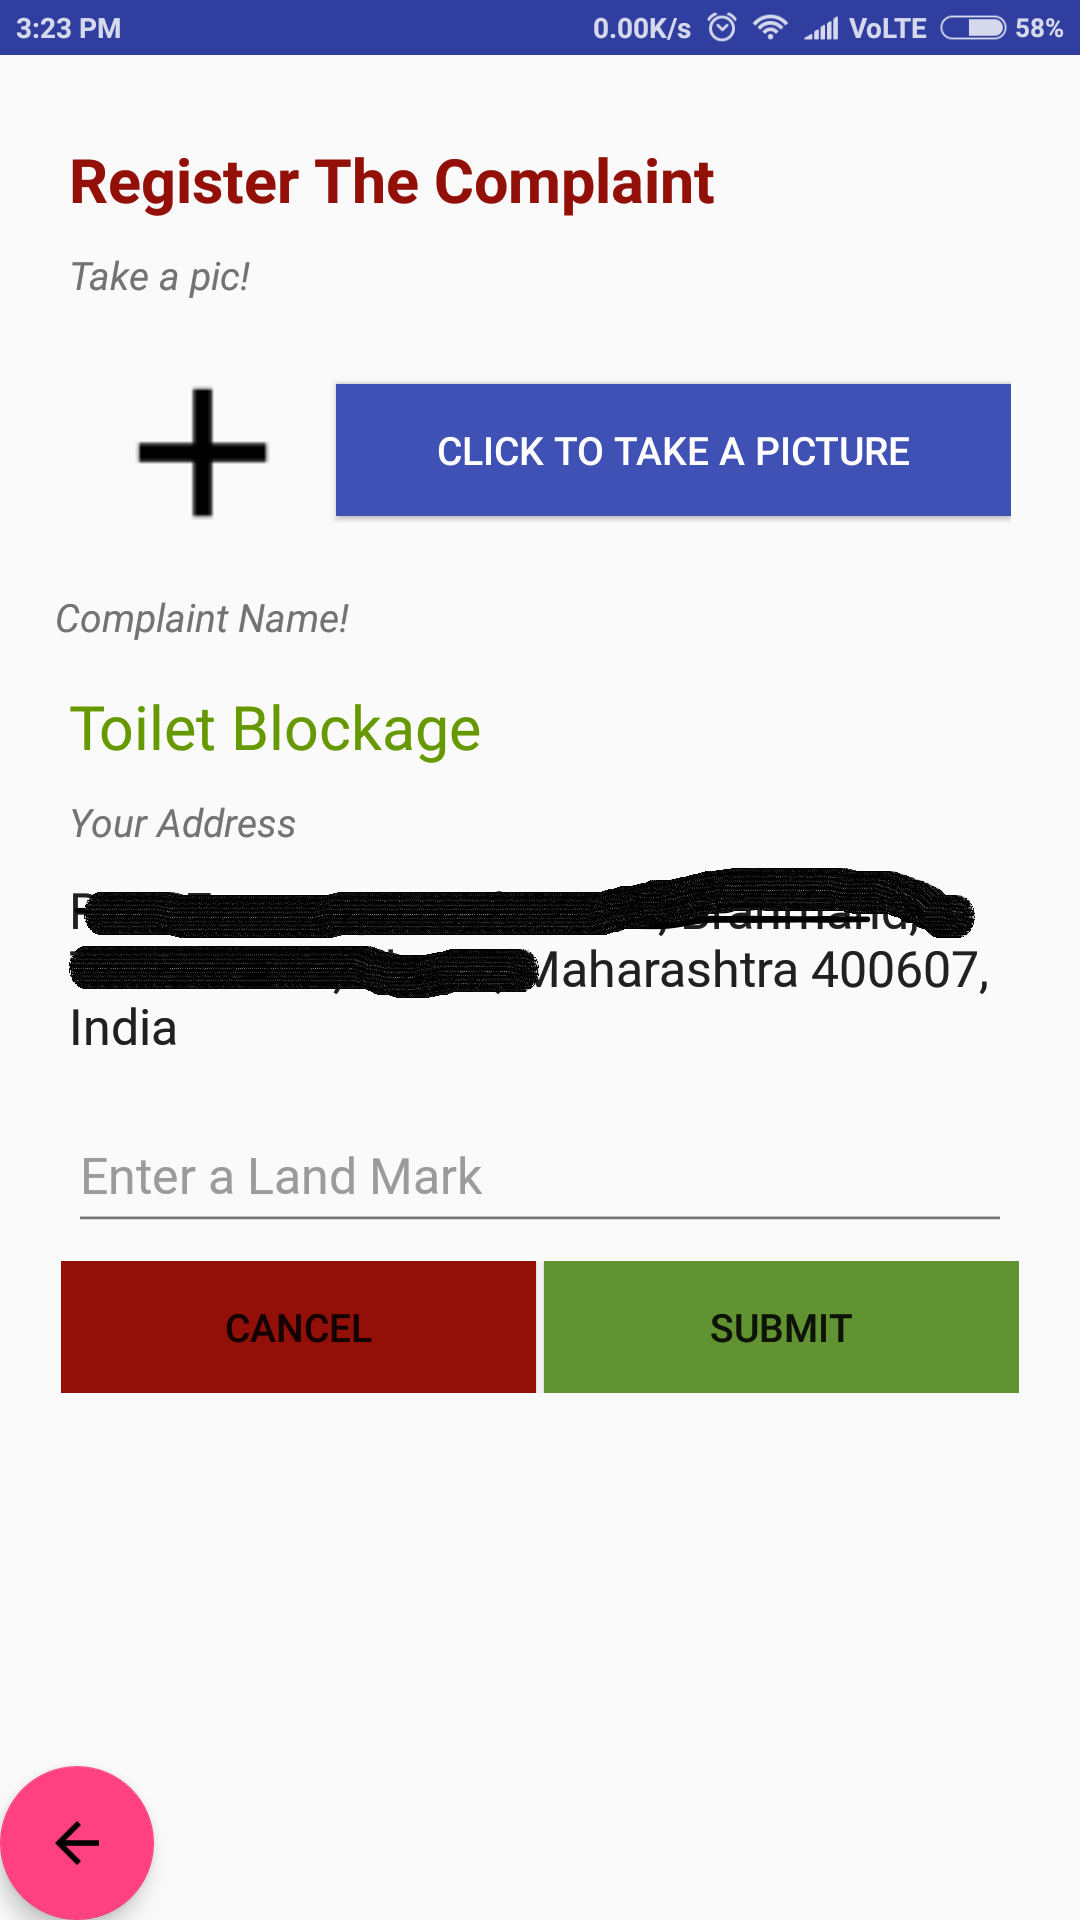 3:23 PM 0.00K/s VoLTE 58%
Register The Complaint
Take a pic!
CLICK TO TAKE A PICTURE
Complaint Name!
Toilet Blockage
Your Address
Maharashtra 400607,
India
Enter a Land Mark
CANCEL SUBMIT